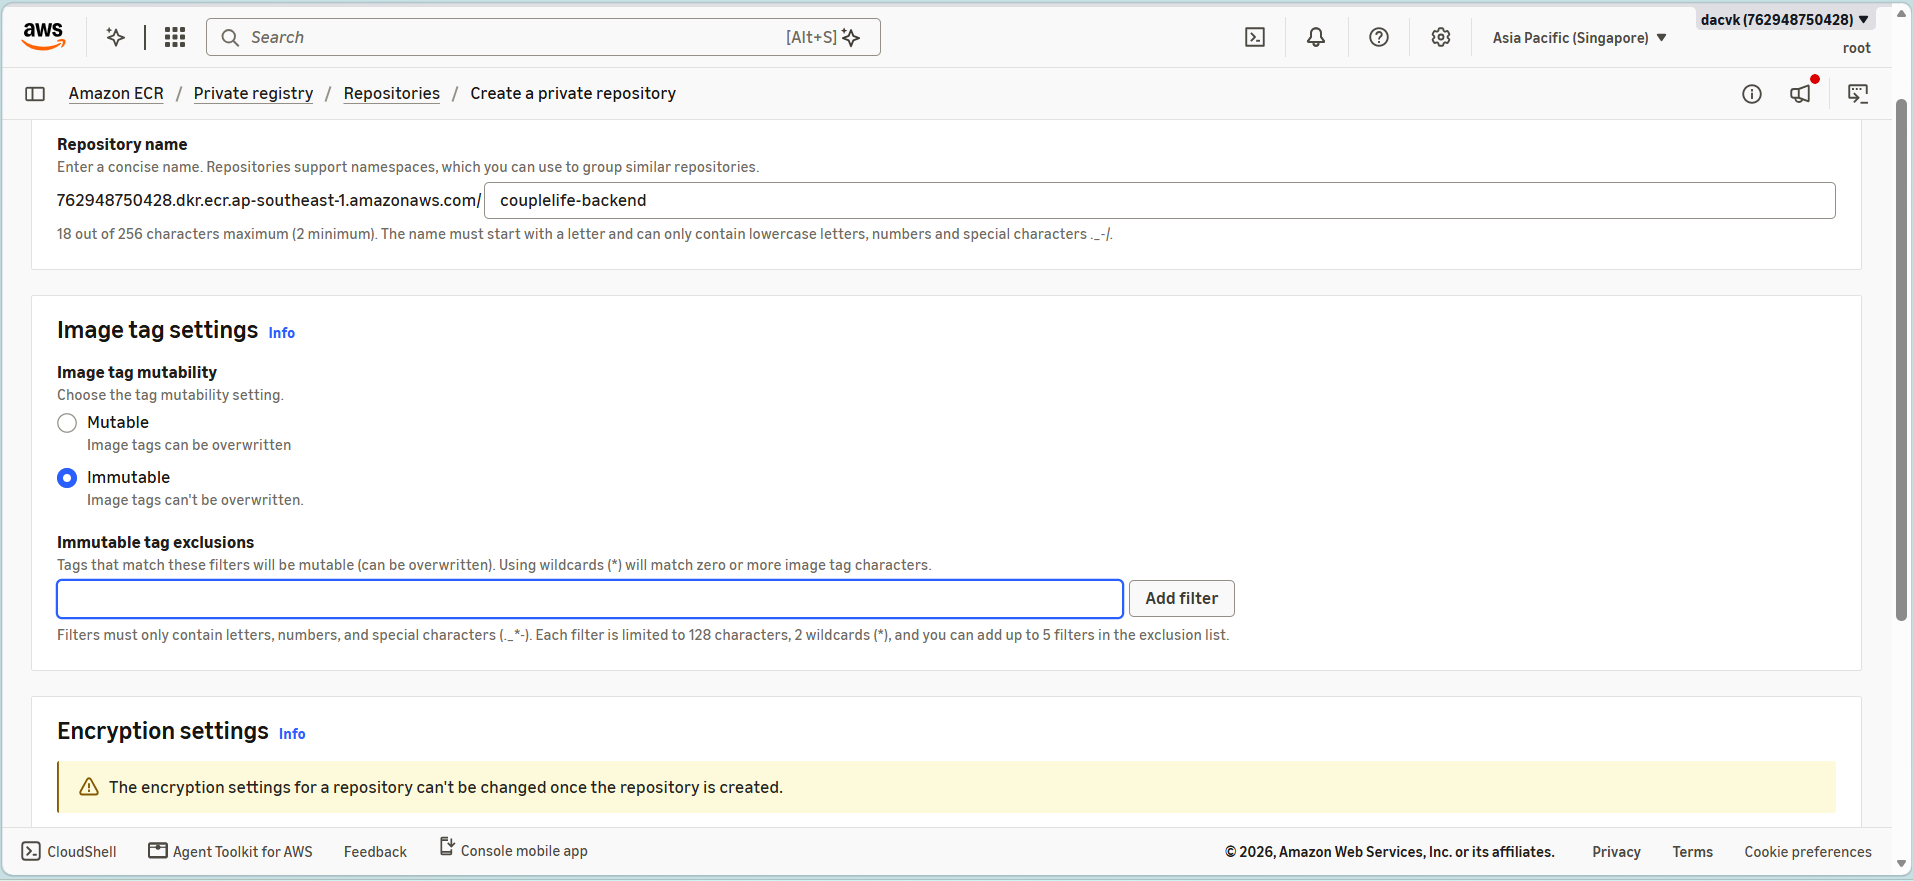 aws
Search [Alt+S]
Asia Pacific (Singapore)
dacvk (762948750428)
root
Amazon ECR / Private registry / Repositories / Create a private repository
Repository name
Enter a concise name. Repositories support namespaces, which you can use to group similar repositories.
762948750428.dkr.ecr.ap-southeast-1.amazonaws.com/ couplelife-backend
18 out of 256 characters maximum (2 minimum). The name must start with a letter and can only contain lowercase letters, numbers and special characters ._-/.
Image tag settings Info
Image tag mutability
Choose the tag mutability setting.
Mutable
Image tags can be overwritten
Immutable
Image tags can't be overwritten.
Immutable tag exclusions
Tags that match these filters will be mutable (can be overwritten). Using wildcards (*) will match zero or more image tag characters.
Add filter
Filters must only contain letters, numbers, and special characters (._*-). Each filter is limited to 128 characters, 2 wildcards (*), and you can add up to 5 filters in the exclusion list.
Encryption settings Info
The encryption settings for a repository can't be changed once the repository is created.
CloudShell Agent Toolkit for AWS Feedback Console mobile app © 2026, Amazon Web Services, Inc. or its affiliates. Privacy Terms Cookie preferences